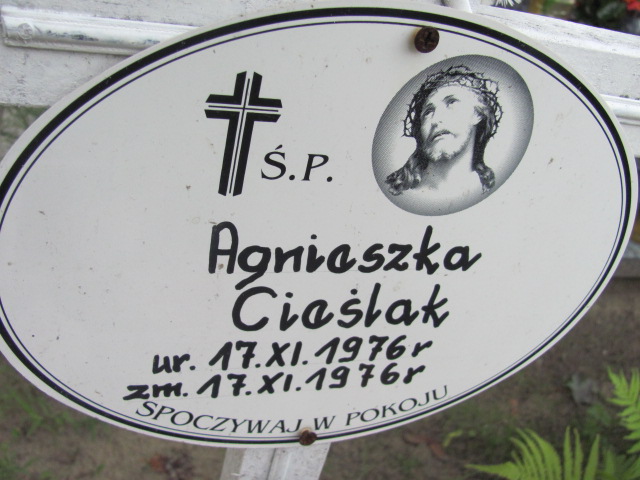 Ś.P.
Agnieszka
Cieślak
ur. 17.XI.1976r
zm. 17.XI.1976r
SPOCZYWAJ W POKOJU